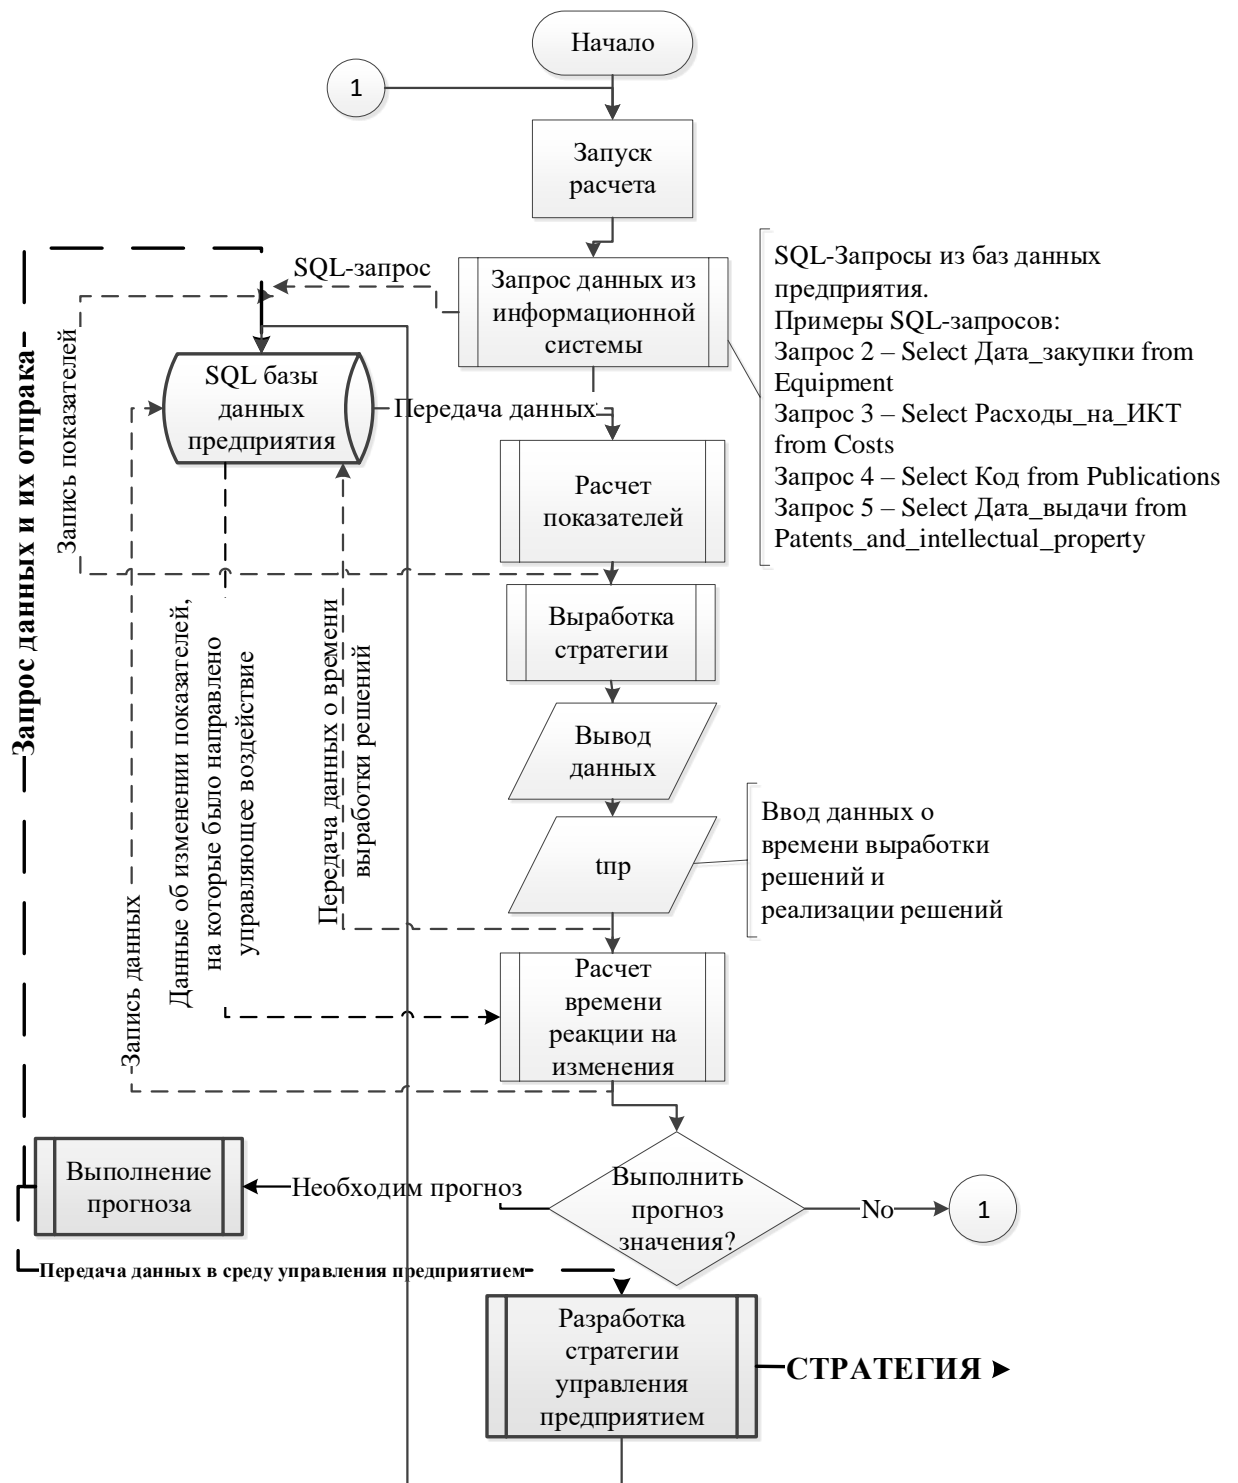 Начало
1
Запуск
расчета
SQL-запрос
Запрос данных из
информационной
системы
SQL-Запросы из баз данных
предприятия.
Примеры SQL-запросов:
Запрос 2 – Select Дата_закупки from
Equipment
Запрос 3 – Select Расходы_на_ИКТ
from Costs
Запрос 4 – Select Код from Publications
Запрос 5 – Select Дата_выдачи from
Patents_and_intellectual_property
Запрос данных и их отпрака
Запись показателей
SQL базы
данных
предприятия
Передача данных
Расчет
показателей
Выработка
стратегии
Запись данных
Данные об изменении показателей,
на которые было направлено
управляющее воздействие
Передача данных о времени
выработки решений
Вывод
данных
tпр
Ввод данных о
времени выработки
решений и
реализации решений
Расчет
времени
реакции на
изменения
Выполнение
прогноза
Необходим прогноз
Выполнить
прогноз
значения?
No
1
Передача данных в среду управления предприятием
Разработка
стратегии
управления
предприятием
СТРАТЕГИЯ